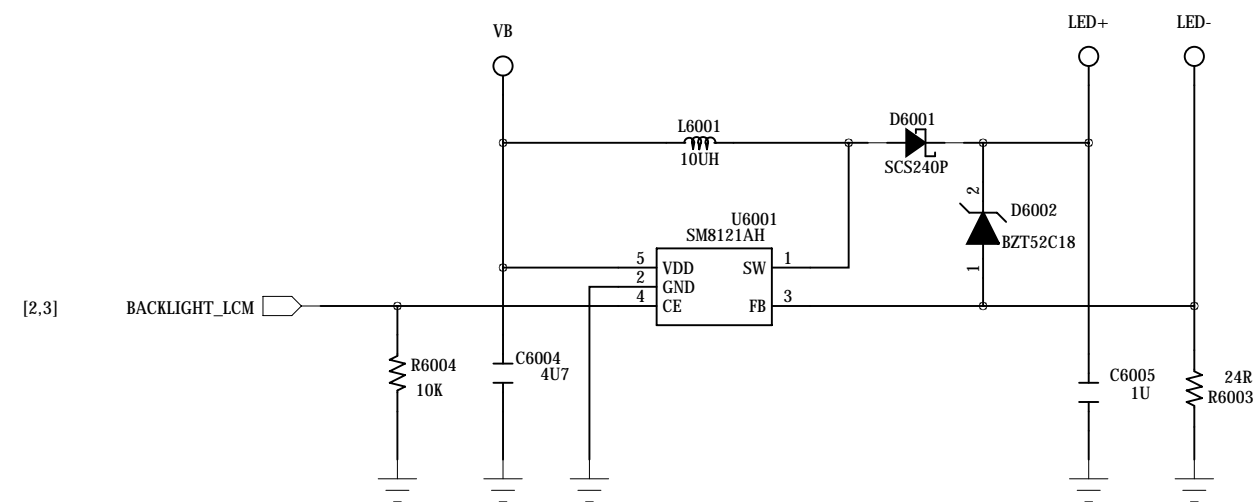 VB
LED+
LED-
L6001
10UH
D6001
SCS240P
2
D6002
BZT52C18
1
U6001
SM8121AH
5
VDD
SW
1
2
GND
4
CE
FB
3
[2,3]
BACKLIGHT_LCM
R6004
10K
C6004
4U7
C6005
1U
24R
R6003